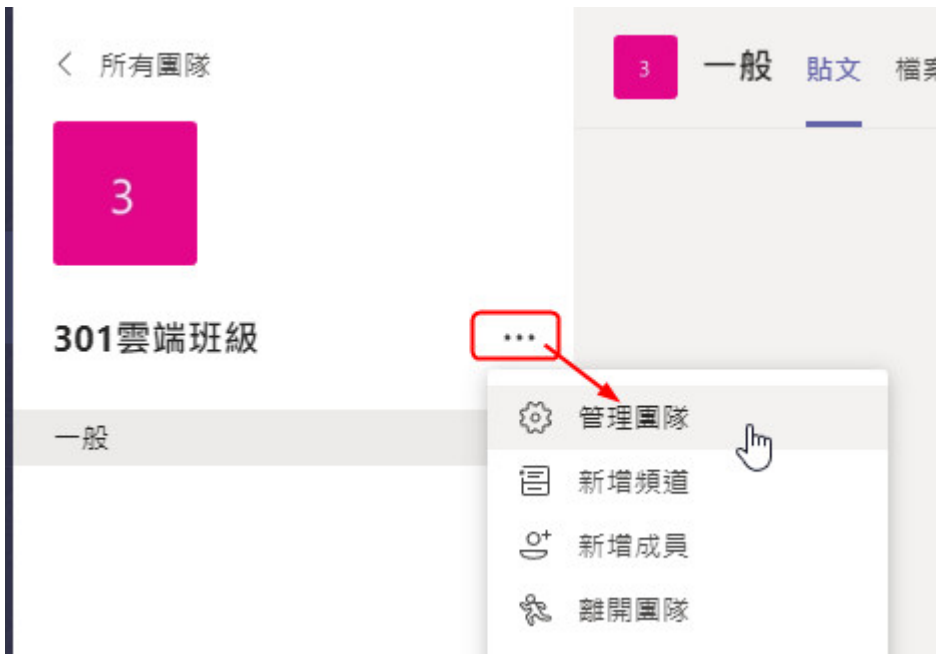 所有團隊
3
一般 貼文 檔案
3
301雲端班級
...
一般
管理團隊
新增頻道
新增成員
離開團隊